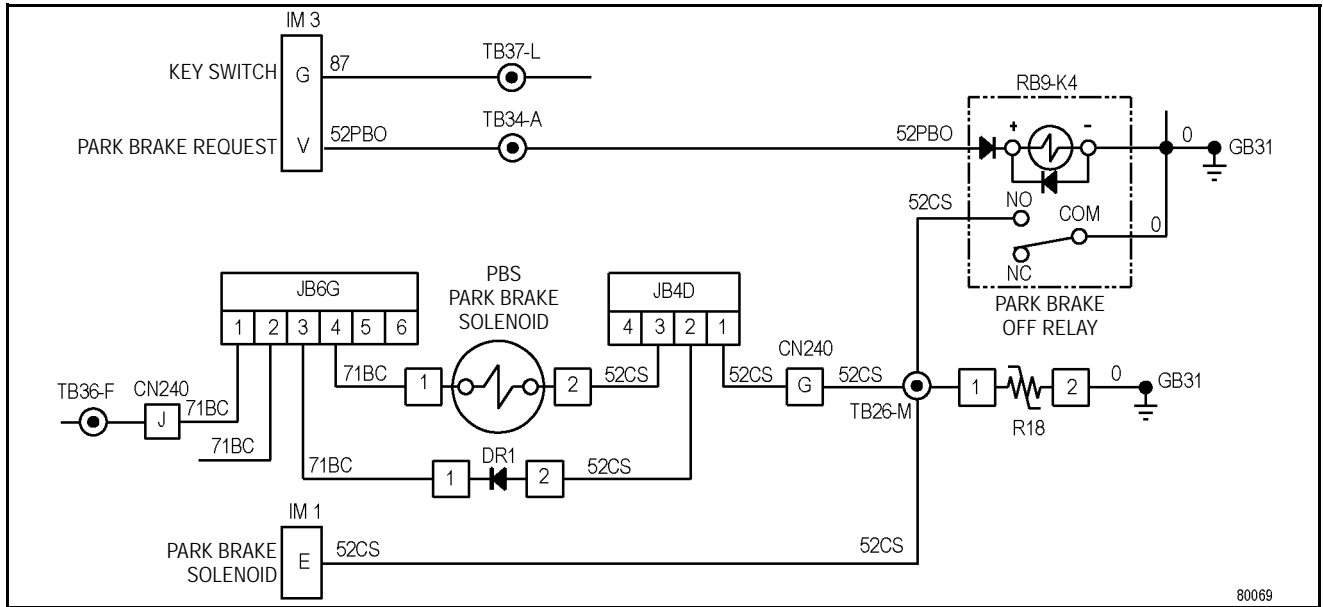 IM 3
KEY SWITCH G 87 TB37-L
RB9-K4
PARK BRAKE REQUEST V 52PBO TB34-A 52PBO + - 0 GB31
52CS NO COM 0
NC
PARK BRAKE
OFF RELAY
JB6G
1 2 3 4 5 6
PBS
PARK BRAKE
SOLENOID
JB4D
4 3 2 1
TB36-F CN240
J 71BC
71BC
71BC 1 2 52CS
52CS CN240
G 52CS
TB26-M
1 2 0 GB31
R18
71BC 1 DR1 2 52CS
IM 1
PARK BRAKE
SOLENOID
E 52CS 52CS
80069